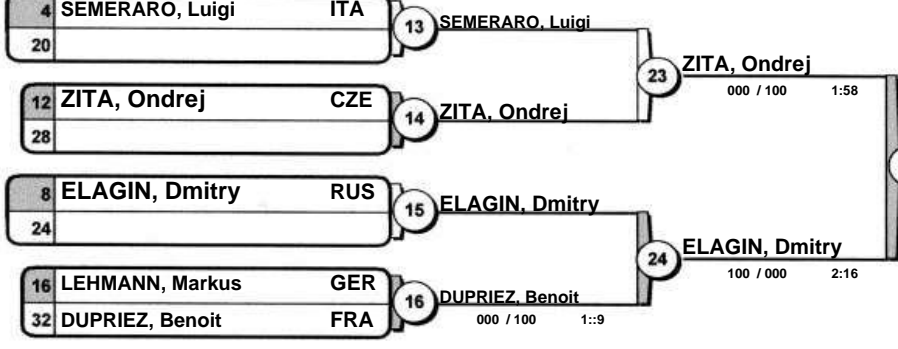 4 SEMERARO, Luigi ITA
20
13
SEMERARO, Luigi
23
ZITA, Ondrej
000 / 100 1:58
12 ZITA, Ondrej CZE
28
14
ZITA, Ondrej
8 ELAGIN, Dmitry RUS
24
15
ELAGIN, Dmitry
24
ELAGIN, Dmitry
100 / 000 2:16
16 LEHMANN, Markus GER
32 DUPRIEZ, Benoit FRA
16
DUPRIEZ, Benoit
000 / 100 1::9